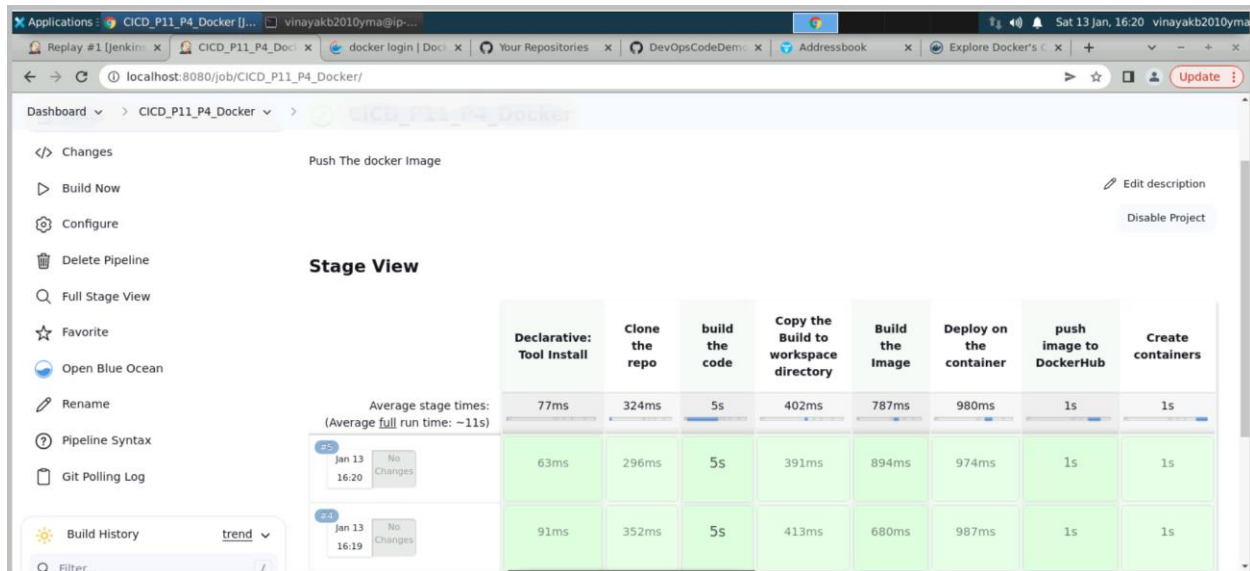 Applications : CICD_P11_P4_Docker [J... vinayakb2010yma@ip-... Sat 13 Jan, 16:20 vinayakb2010yma
Replay #1 [Jenkins CICD_P11_P4_Doc docker login | Doc Your Repositories DevOpsCodeDemo Addressbook Explore Docker's C
localhost:8080/job/CICD_P11_P4_Docker/ Update
Dashboard > CICD_P11_P4_Docker >
CICD_P11_P4_Docker
Changes
Build Now
Configure
Delete Pipeline
Full Stage View
Favorite
Open Blue Ocean
Rename
Pipeline Syntax
Git Polling Log
Build History trend
Filter /
Push The docker Image
Edit description
Disable Project
Stage View
Declarative: Tool Install
Clone the repo
build the code
Copy the Build to workspace directory
Build the Image
Deploy on the container
push image to DockerHub
Create containers
Average stage times: 77ms 324ms 5s 402ms 787ms 980ms 1s 1s
(Average full run time: ~11s)
#5
Jan 13 16:20 No Changes 63ms 296ms 5s 391ms 894ms 974ms 1s 1s
#4
Jan 13 16:19 No Changes 91ms 352ms 5s 413ms 680ms 987ms 1s 1s